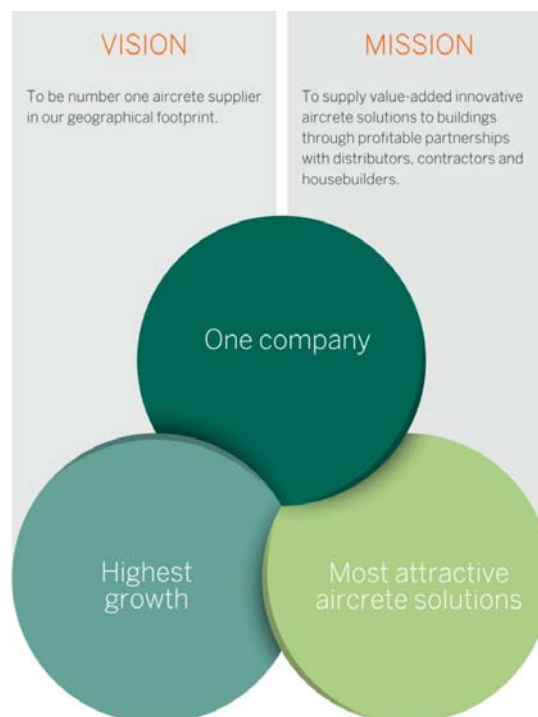 VISION
To be number one aircrete supplier
in our geographical footprint.
MISSION
To supply value-added innovative
aircrete solutions to buildings
through profitable partnerships
with distributors, contractors and
housebuilders.
One company
Highest
growth
Most attractive
aircrete solutions